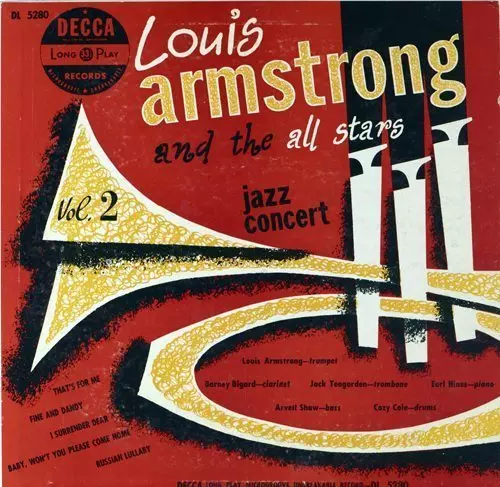 DL 5280
DECCA
LONG 33 1/3 PLAY
RECORDS
Louis
armstrong
and the all stars
jazz
concert
Vol. 2
Louis Armstrong—trumpet
Barney Bigard—clarinet Jack Teagarden—trombone Earl Hines—piano
Arvell Shaw—bass Cozy Cole—drums
THAT'S FOR ME
FINE AND DANDY
I SURRENDER DEAR
BABY, WON'T YOU PLEASE COME HOME
RUSSIAN LULLABY
DECCA LONG PLAY MICROGROOVE UNBREAKABLE RECORD—DL 5280